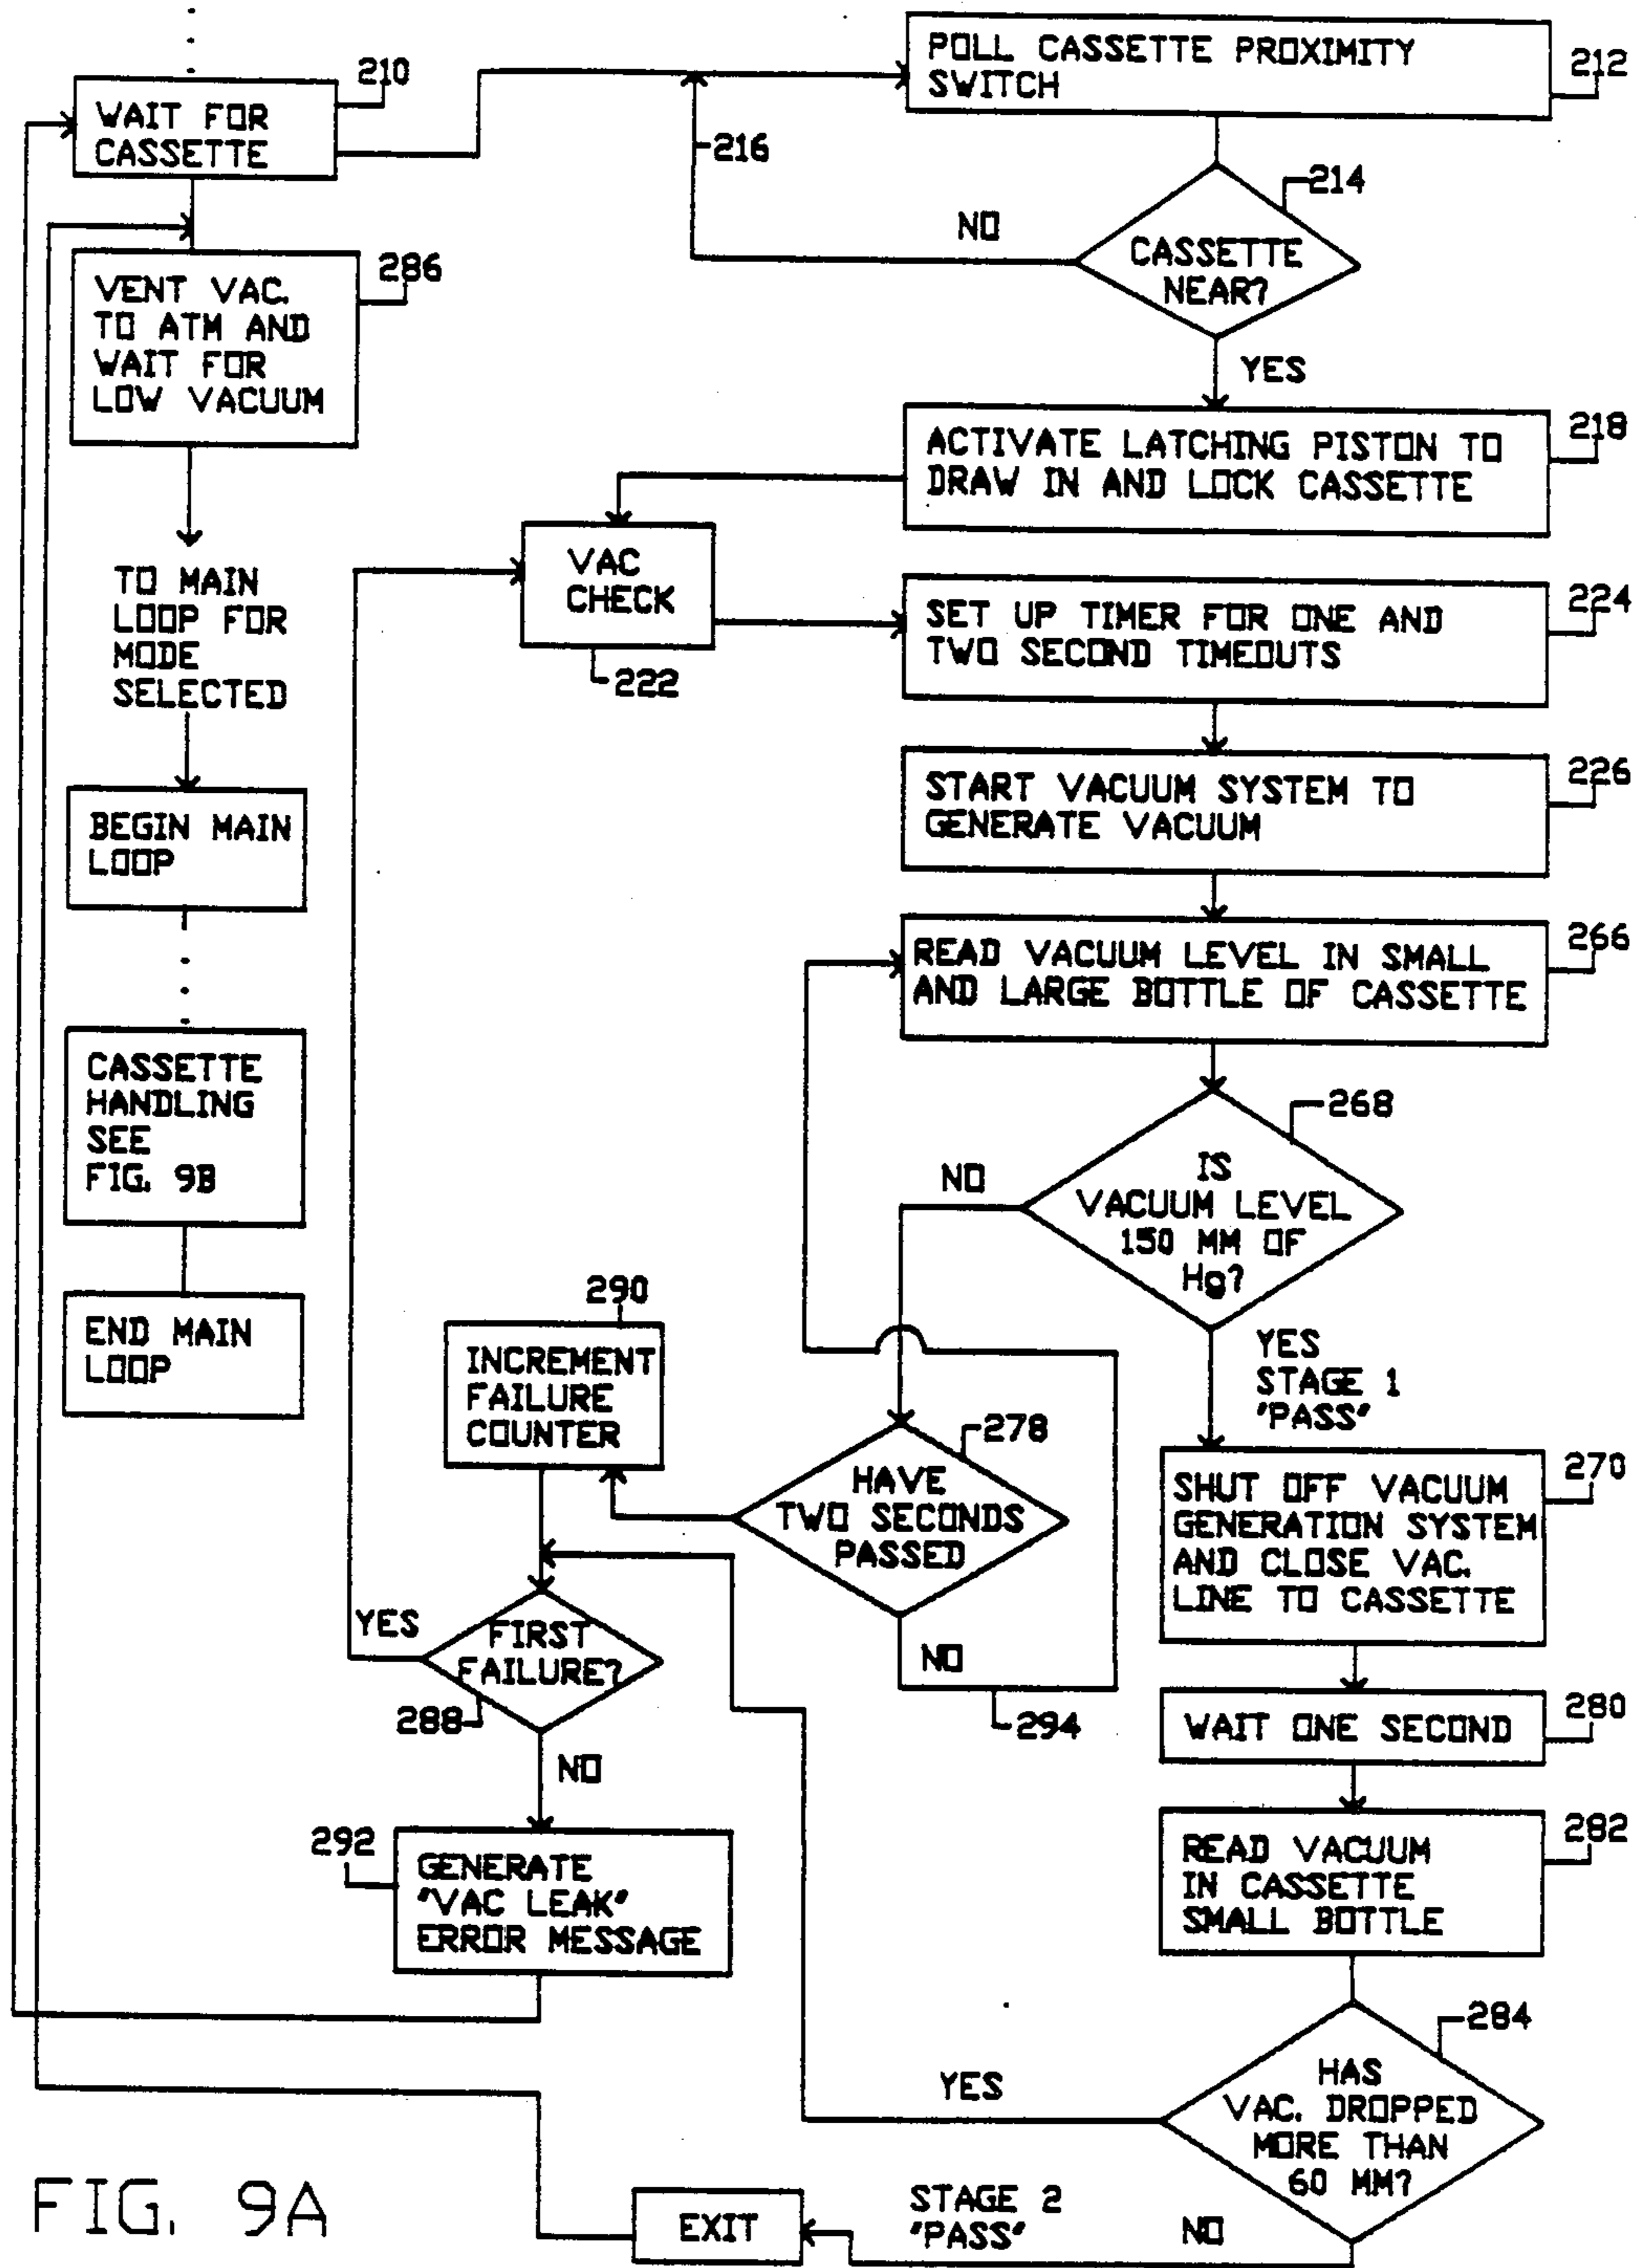 210
WAIT FOR
CASSETTE
POLL CASSETTE PROXIMITY
SWITCH
212
216
214
NO
CASSETTE
NEAR?
YES
286
VENT VAC.
TO ATM AND
WAIT FOR
LOW VACUUM
ACTIVATE LATCHING PISTON TO
DRAW IN AND LOCK CASSETTE
218
VAC
CHECK
222
TO MAIN
LOOP FOR
MODE
SELECTED
SET UP TIMER FOR ONE AND
TWO SECOND TIMEOUTS
224
START VACUUM SYSTEM TO
GENERATE VACUUM
226
BEGIN MAIN
LOOP
READ VACUUM LEVEL IN SMALL
AND LARGE BOTTLE OF CASSETTE
266
CASSETTE
HANDLING
SEE
FIG. 9B
268
NO
IS
VACUUM LEVEL
150 MM OF
Hg?
END MAIN
LOOP
290
INCREMENT
FAILURE
COUNTER
YES
STAGE 1
"PASS"
278
HAVE
TWO SECONDS
PASSED
NO
294
270
SHUT OFF VACUUM
GENERATION SYSTEM
AND CLOSE VAC.
LINE TO CASSETTE
YES
FIRST
FAILURE?
288
NO
WAIT ONE SECOND
280
292
GENERATE
"VAC LEAK"
ERROR MESSAGE
READ VACUUM
IN CASSETTE
SMALL BOTTLE
282
284
YES
HAS
VAC. DROPPED
MORE THAN
60 MM?
NO
STAGE 2
"PASS"
EXIT
FIG. 9A